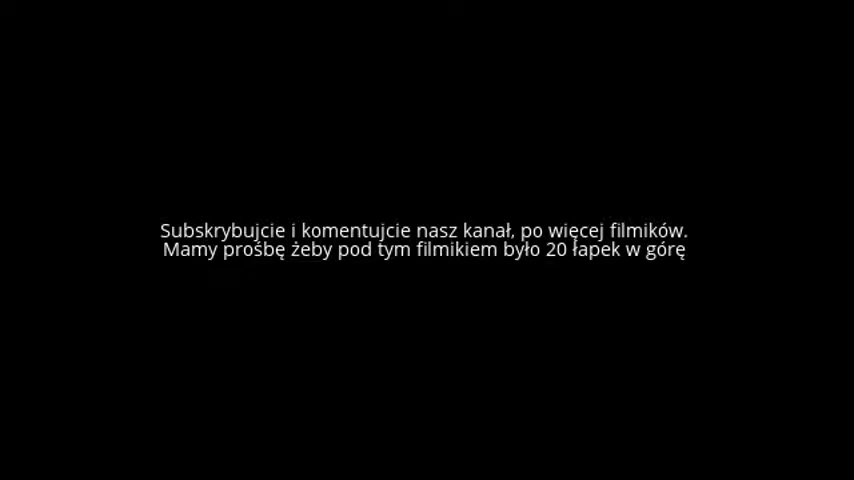 Subskrybujcie i komentujcie nasz kanał, po więcej filmików.
Mamy prośbę żeby pod tym filmikiem było 20 łapek w górę